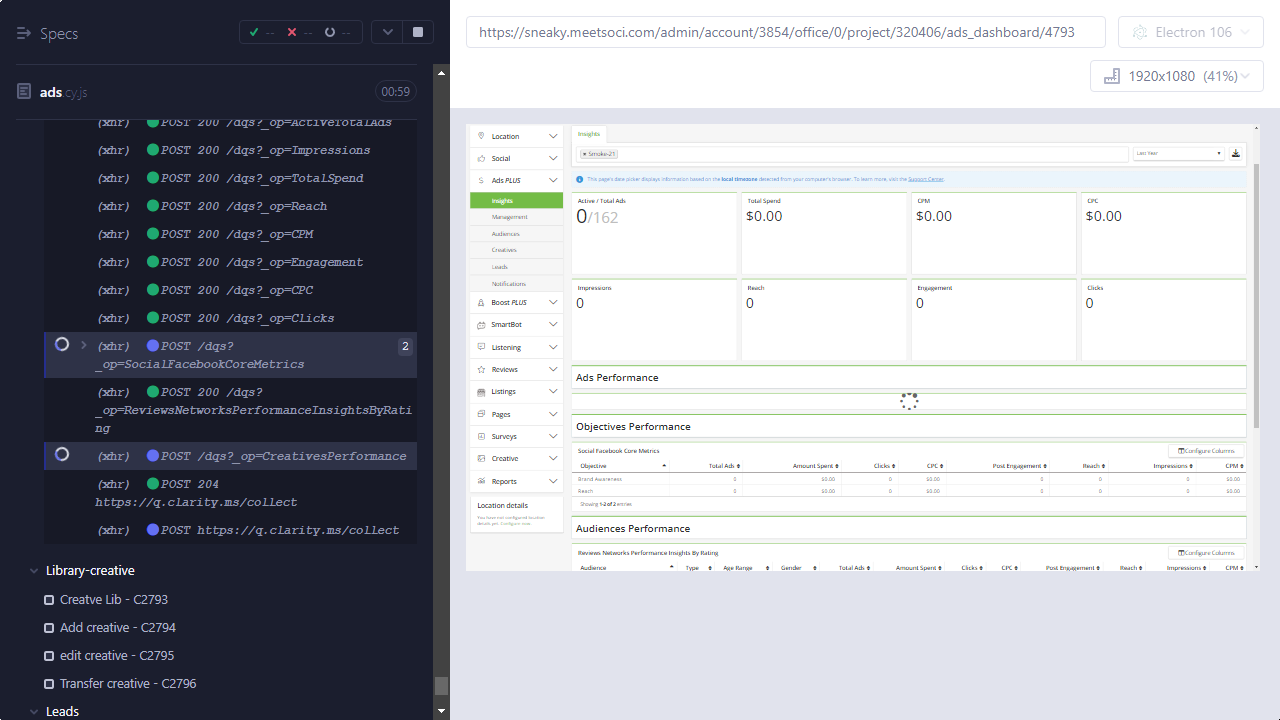 Specs
✓ -- ✕ -- --
ads.cy.js 00:59
(xhr) POST 200 /dqs?_op=ActiveTotalAds
(xhr) POST 200 /dqs?_op=Impressions
(xhr) POST 200 /dqs?_op=TotalSpend
(xhr) POST 200 /dqs?_op=Reach
(xhr) POST 200 /dqs?_op=CPM
(xhr) POST 200 /dqs?_op=Engagement
(xhr) POST 200 /dqs?_op=CPC
(xhr) POST 200 /dqs?_op=Clicks
(xhr) POST /dqs? 2
_op=SocialFacebookCoreMetrics
(xhr) POST 200 /dqs?
_op=ReviewsNetworksPerformanceInsightsByRati
ng
(xhr) POST /dqs?_op=CreativesPerformance
(xhr) POST 204
https://q.clarity.ms/collect
(xhr) POST https://q.clarity.ms/collect
Library-creative
Creatve Lib - C2793
Add creative - C2794
edit creative - C2795
Transfer creative - C2796
Leads
https://sneaky.meetsoci.com/admin/account/3854/office/0/project/320406/ads_dashboard/4793
Electron 106
1920x1080 (41%)
Location
Social
Ads PLUS
Insights
Management
Audiences
Creatives
Leads
Notifications
Boost PLUS
SmartBot
Listening
Reviews
Listings
Pages
Surveys
Creative
Reports
Location details
You have not configured location
details yet. Configure now.
Insights
× Smoke-21
Last Year
This page's date picker displays information based on the local timezone detected from your computer's browser. To learn more, visit the Support Center.
Active / Total Ads Total Spend CPM CPC
0/162 $0.00 $0.00 $0.00
Impressions Reach Engagement Clicks
0 0 0 0
Ads Performance
Objectives Performance
Social Facebook Core Metrics Configure Columns
Objective Total Ads Amount Spent Clicks CPC Post Engagement Reach Impressions CPM
Brand Awareness 0 $0.00 0 $0.00 0 0 0 $0.00
Reach 0 $0.00 0 $0.00 0 0 0 $0.00
Showing 1-2 of 2 entries
Audiences Performance
Reviews Networks Performance Insights By Rating Configure Columns
Audience Type Age Range Gender Total Ads Amount Spent Clicks CPC Post Engagement Reach Impressions CPM